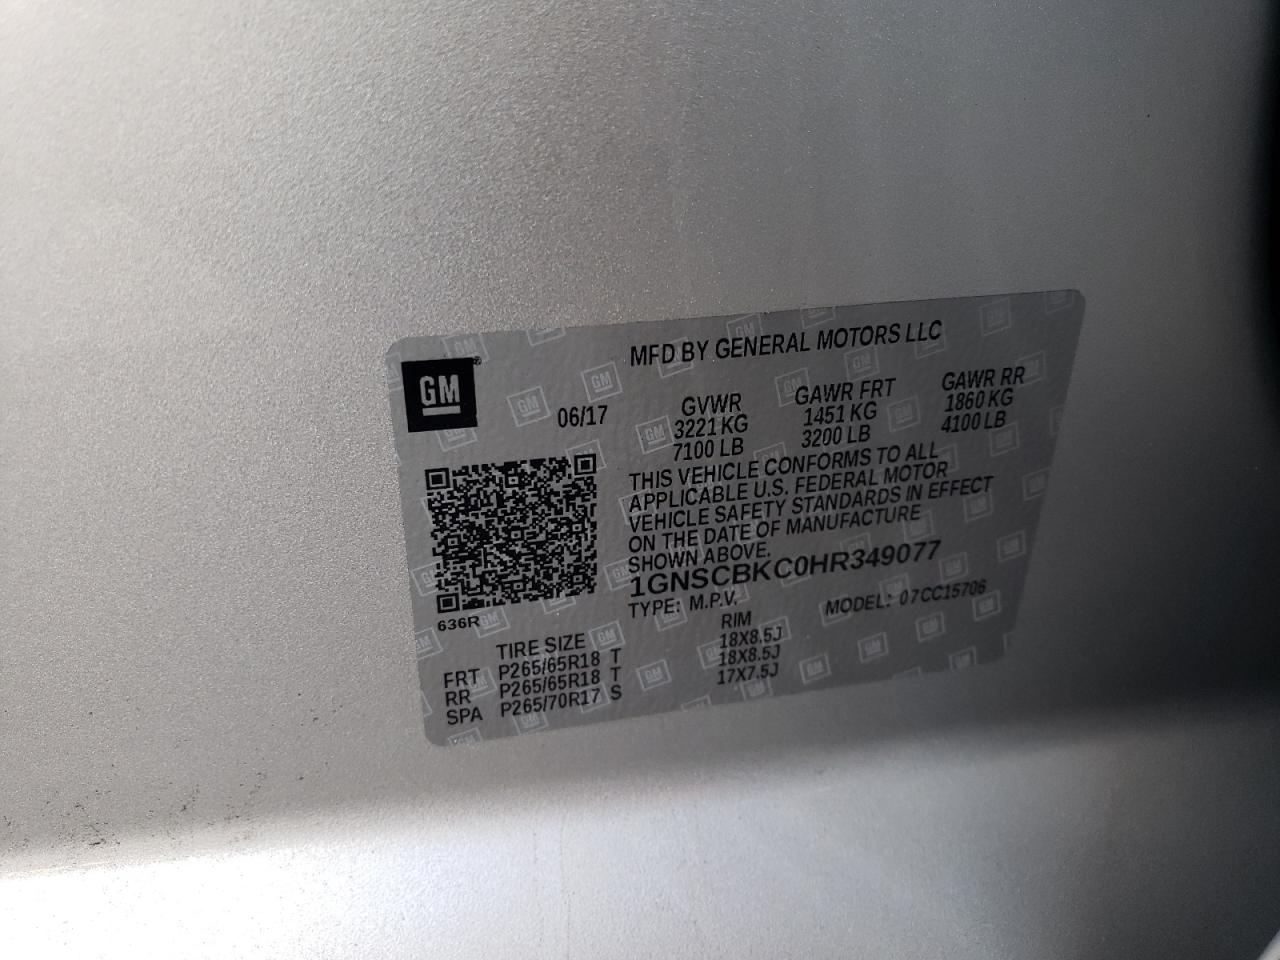 MFD BY GENERAL MOTORS LLC
GM
06/17
GVWR GAWR FRT GAWR RR
3221 KG 1451 KG 1860 KG
7100 LB 3200 LB 4100 LB
THIS VEHICLE CONFORMS TO ALL
APPLICABLE U.S. FEDERAL MOTOR
VEHICLE SAFETY STANDARDS IN EFFECT
ON THE DATE OF MANUFACTURE
SHOWN ABOVE.
1GNSCBKC0HR349077
TYPE: M.P.V. MODEL: 07CC15706
636R
TIRE SIZE RIM
FRT P265/65R18 T 18X8.5J
RR P265/65R18 T 18X8.5J
SPA P265/70R17 S 17X7.5J